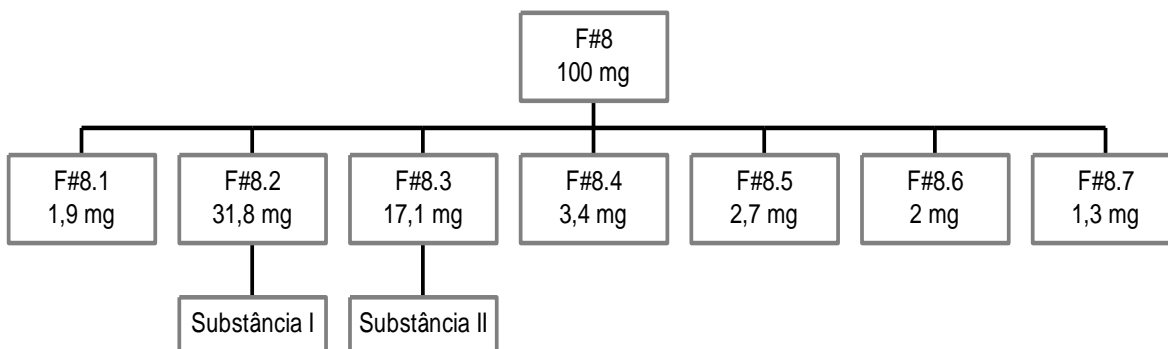 F#8
100 mg
F#8.1
1,9 mg
F#8.2
31,8 mg
F#8.3
17,1 mg
F#8.4
3,4 mg
F#8.5
2,7 mg
F#8.6
2 mg
F#8.7
1,3 mg
Substância I
Substância II